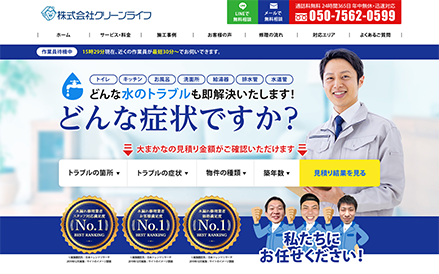 株式会社クリーンライフ
LINEで
無料相談
メールで
無料相談
通話料無料 24時間365日 年中無休・迅速対応
050-7562-0599
ホーム
サービス・料金
施工事例
お客様の声
修理の流れ
対応エリア
よくあるご質問
作業員待機中
15時29分現在、近くの作業員が最短30分〜でお伺いできます。
トイレ
キッチン
お風呂
洗面所
給湯器
排水管
水道管
どんな水のトラブルも即解決いたします!
どんな症状ですか?
大まかな見積り金額がご確認いただけます
トラブルの箇所
トラブルの症状
物件の種類
築年数
見積り結果を見る
No.1
BEST RANKING
No.1
BEST RANKING
No.1
BEST RANKING
私たちに
お任せください!